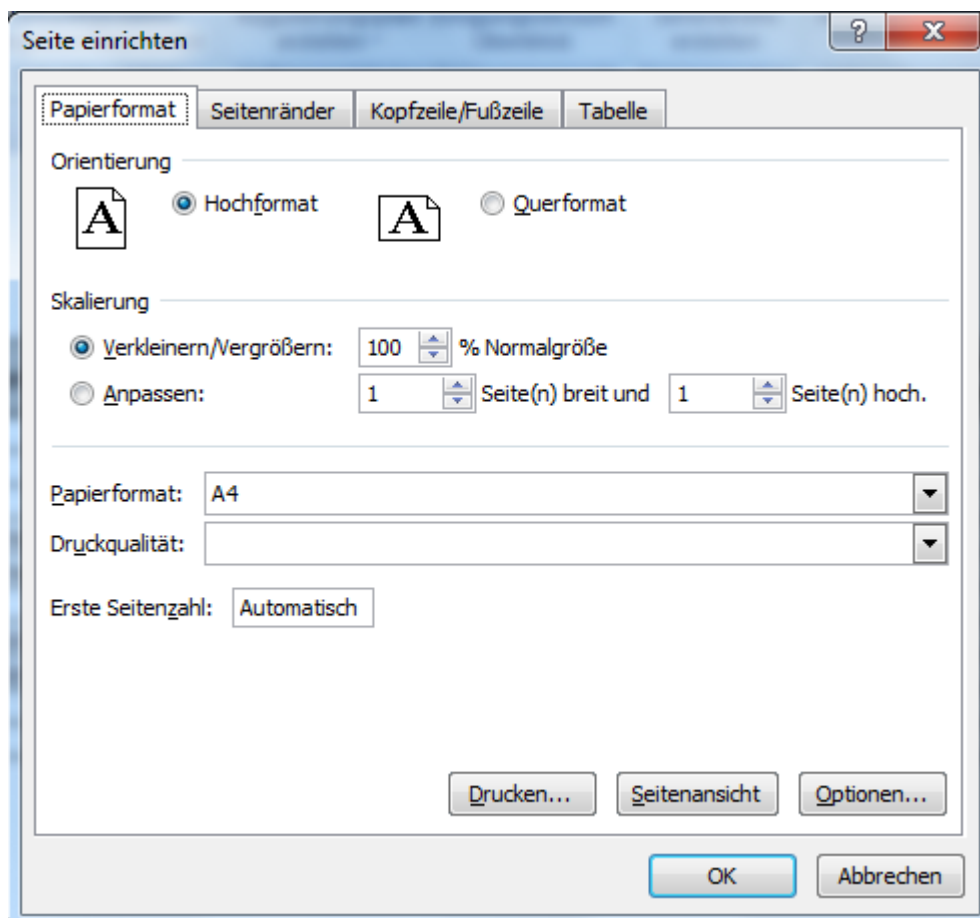 Seite einrichten
Papierformat Seitenränder Kopfzeile/Fußzeile Tabelle
Orientierung
A Hochformat A Querformat
Skalierung
Verkleinern/Vergrößern: 100 % Normalgröße
Anpassen: 1 Seite(n) breit und 1 Seite(n) hoch.
Papierformat: A4
Druckqualität:
Erste Seitenzahl: Automatisch
Drucken... Seitenansicht Optionen...
OK Abbrechen